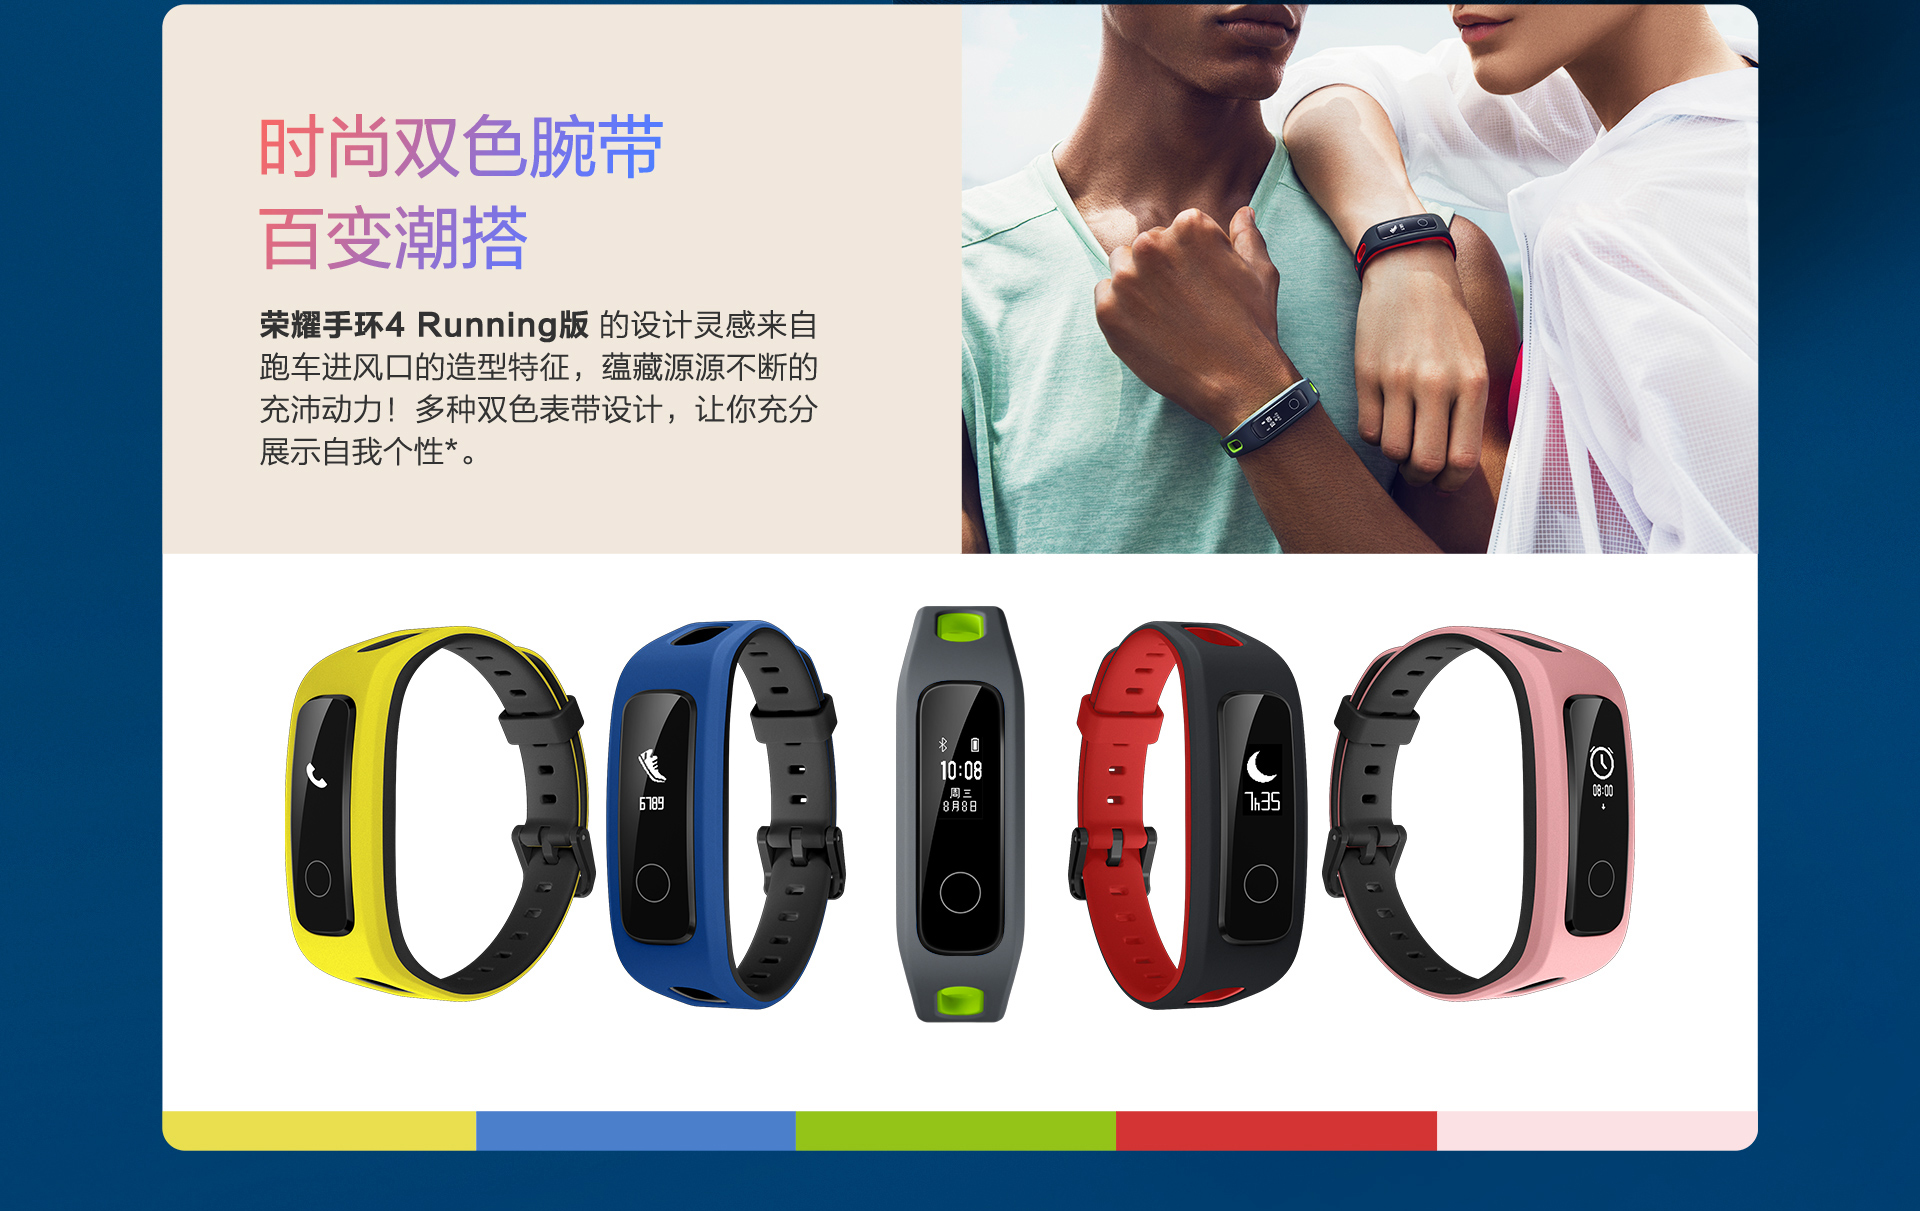 时尚双色腕带
百变潮搭
荣耀手环4 Running版 的设计灵感来自
跑车进风口的造型特征，蕴藏源源不断的
充沛动力！多种双色表带设计，让你充分
展示自我个性*。
6789
10:08
周三
8月8日
7h35
08:00